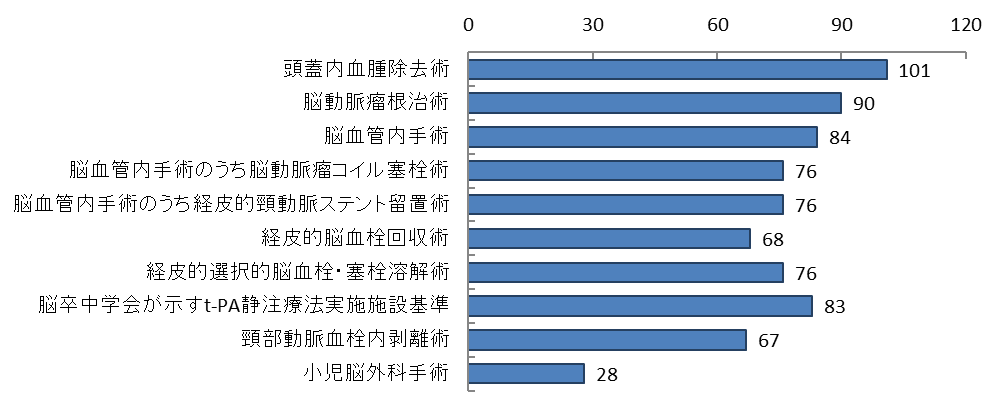 0 30 60 90 120
頭蓋内血腫除去術 101
脳動脈瘤根治術 90
脳血管内手術 84
脳血管内手術のうち脳動脈瘤コイル塞栓術 76
脳血管内手術のうち経皮的頸動脈ステント留置術 76
経皮的脳血栓回収術 68
経皮的選択的脳血栓・塞栓溶解術 76
脳卒中学会が示すt-PA静注療法実施施設基準 83
頸部動脈血栓内剥離術 67
小児脳外科手術 28